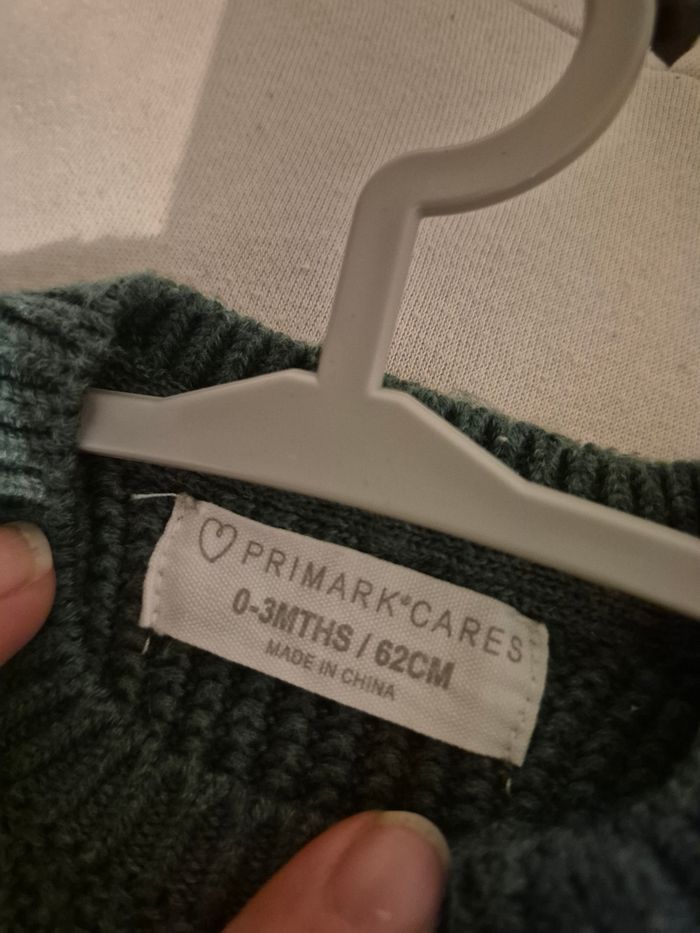 PRIMARK®CARES
0-3MTHS / 62CM
MADE IN CHINA